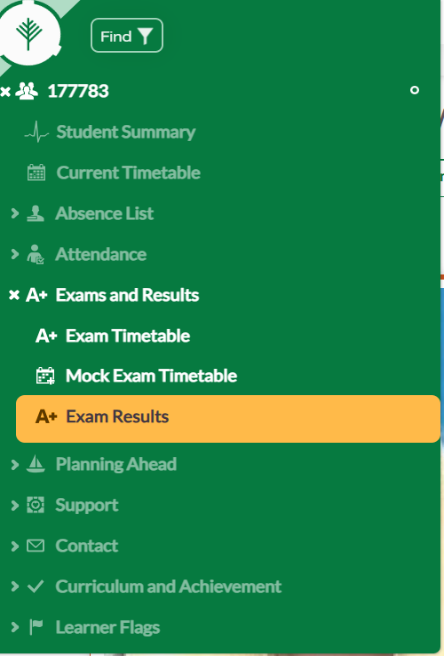 Find
177783
Student Summary
Current Timetable
Absence List
Attendance
A+ Exams and Results
A+ Exam Timetable
Mock Exam Timetable
A+ Exam Results
Planning Ahead
Support
Contact
Curriculum and Achievement
Learner Flags